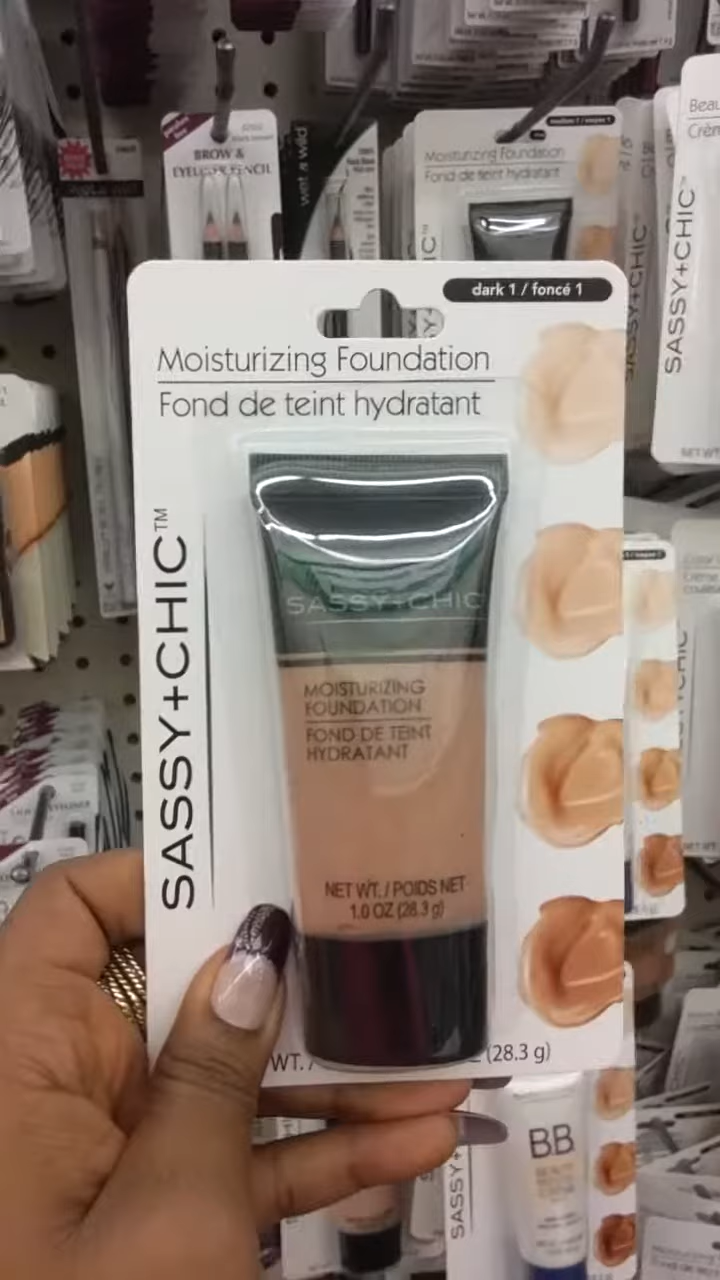 BROW &
EYELINER PENCIL
wet n wild
Moisturizing Foundation
Fond de teint hydratant
SASSY+CHIC™
dark 1 / foncé 1
Moisturizing Foundation
Fond de teint hydratant
SASSY+CHIC™
SASSY+CHIC
MOISTURIZING
FOUNDATION
FOND DE TEINT
HYDRATANT
NET WT. / POIDS NET
1.0 OZ (28.3 g)
WT. /
(28.3 g)
SASSY+CHIC
BB